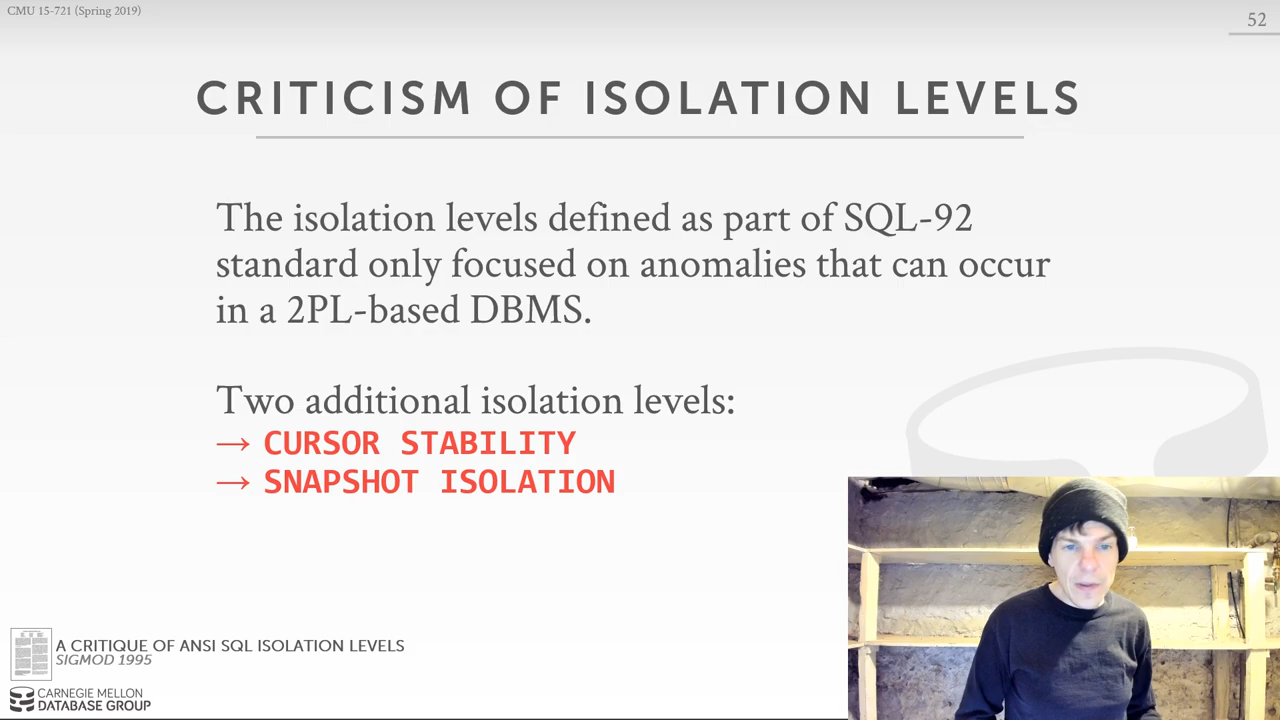 CMU 15-721 (Spring 2019)
52
CRITICISM OF ISOLATION LEVELS
The isolation levels defined as part of SQL-92
standard only focused on anomalies that can occur
in a 2PL-based DBMS.
Two additional isolation levels:
→ CURSOR STABILITY
→ SNAPSHOT ISOLATION
A CRITIQUE OF ANSI SQL ISOLATION LEVELS
SIGMOD 1995
CARNEGIE MELLON
DATABASE GROUP